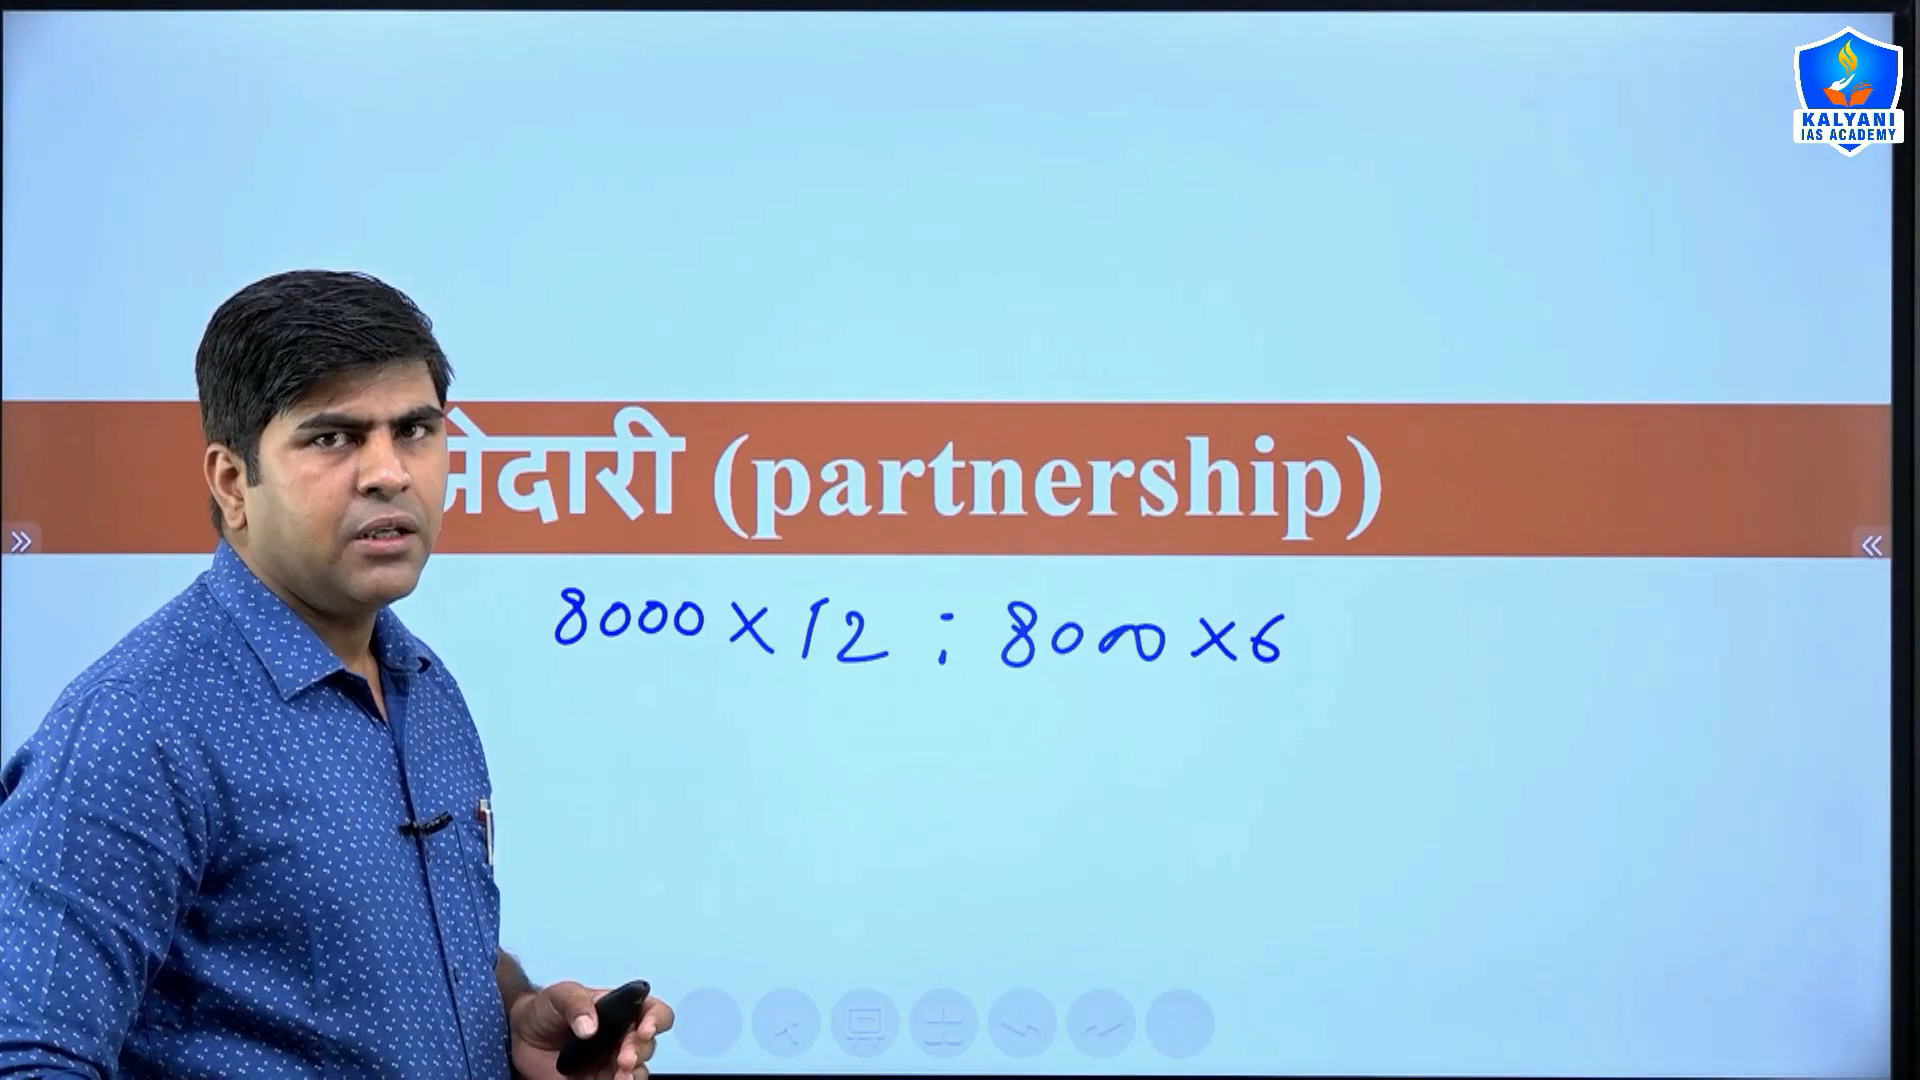 KALYANI
IAS ACADEMY
(partnership)
8000 × 12 : 8000 × 6